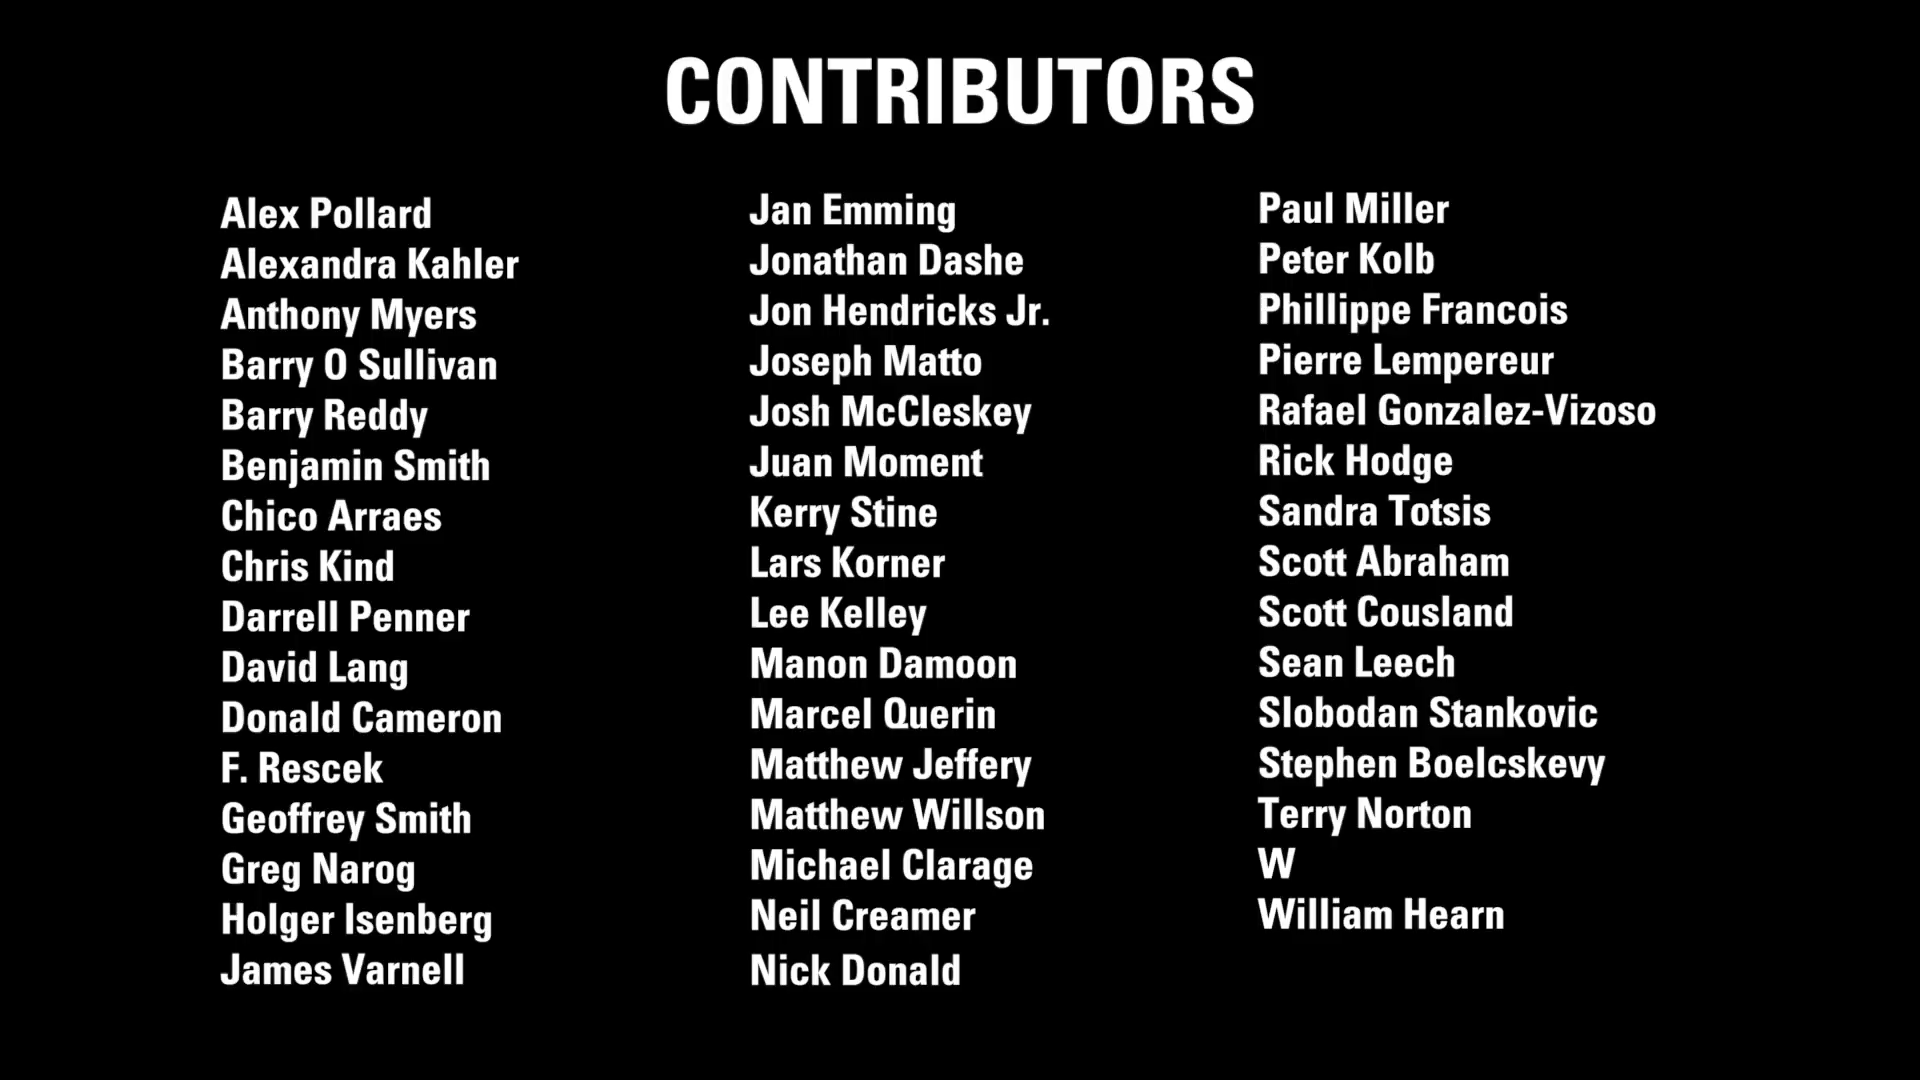 CONTRIBUTORS
Alex Pollard
Alexandra Kahler
Anthony Myers
Barry O Sullivan
Barry Reddy
Benjamin Smith
Chico Arraes
Chris Kind
Darrell Penner
David Lang
Donald Cameron
F. Rescek
Geoffrey Smith
Greg Narog
Holger Isenberg
James Varnell
Jan Emming
Jonathan Dashe
Jon Hendricks Jr.
Joseph Matto
Josh McCleskey
Juan Moment
Kerry Stine
Lars Korner
Lee Kelley
Manon Damoon
Marcel Querin
Matthew Jeffery
Matthew Willson
Michael Clarage
Neil Creamer
Nick Donald
Paul Miller
Peter Kolb
Phillippe Francois
Pierre Lempereur
Rafael Gonzalez-Vizoso
Rick Hodge
Sandra Totsis
Scott Abraham
Scott Cousland
Sean Leech
Slobodan Stankovic
Stephen Boelcskevy
Terry Norton
W
William Hearn